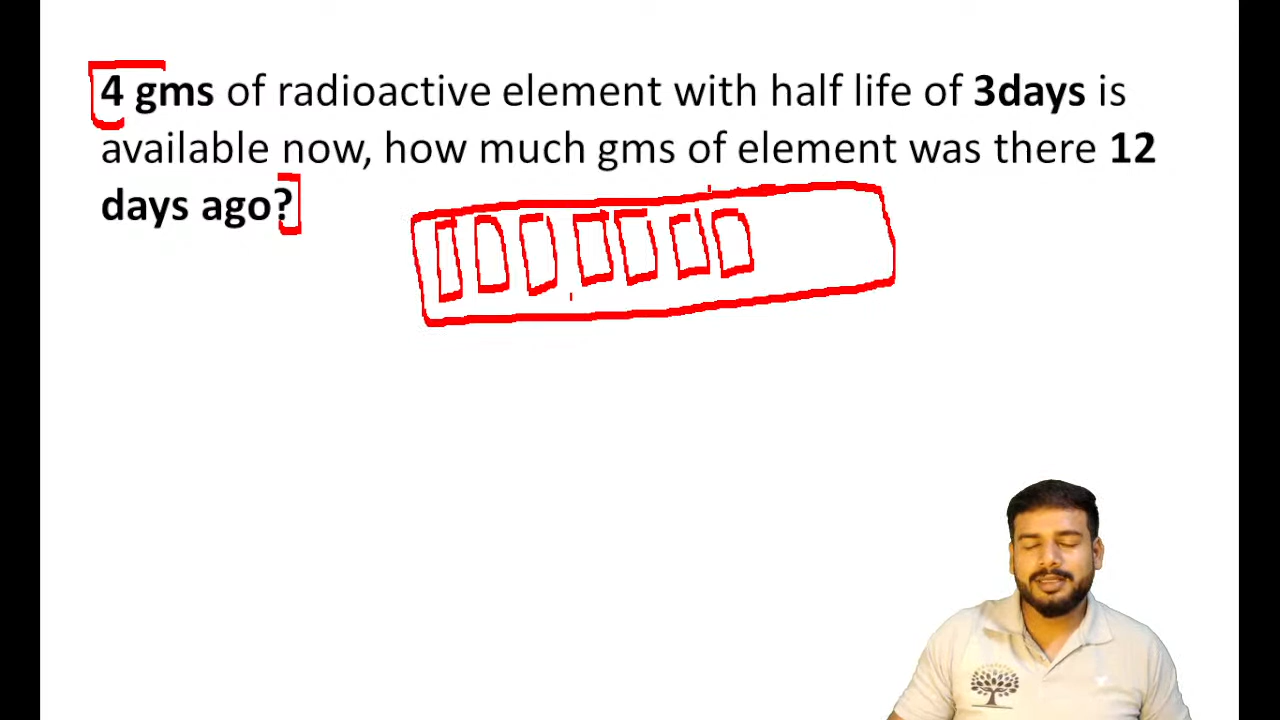 4 gms of radioactive element with half life of 3days is
available now, how much gms of element was there 12
days ago?